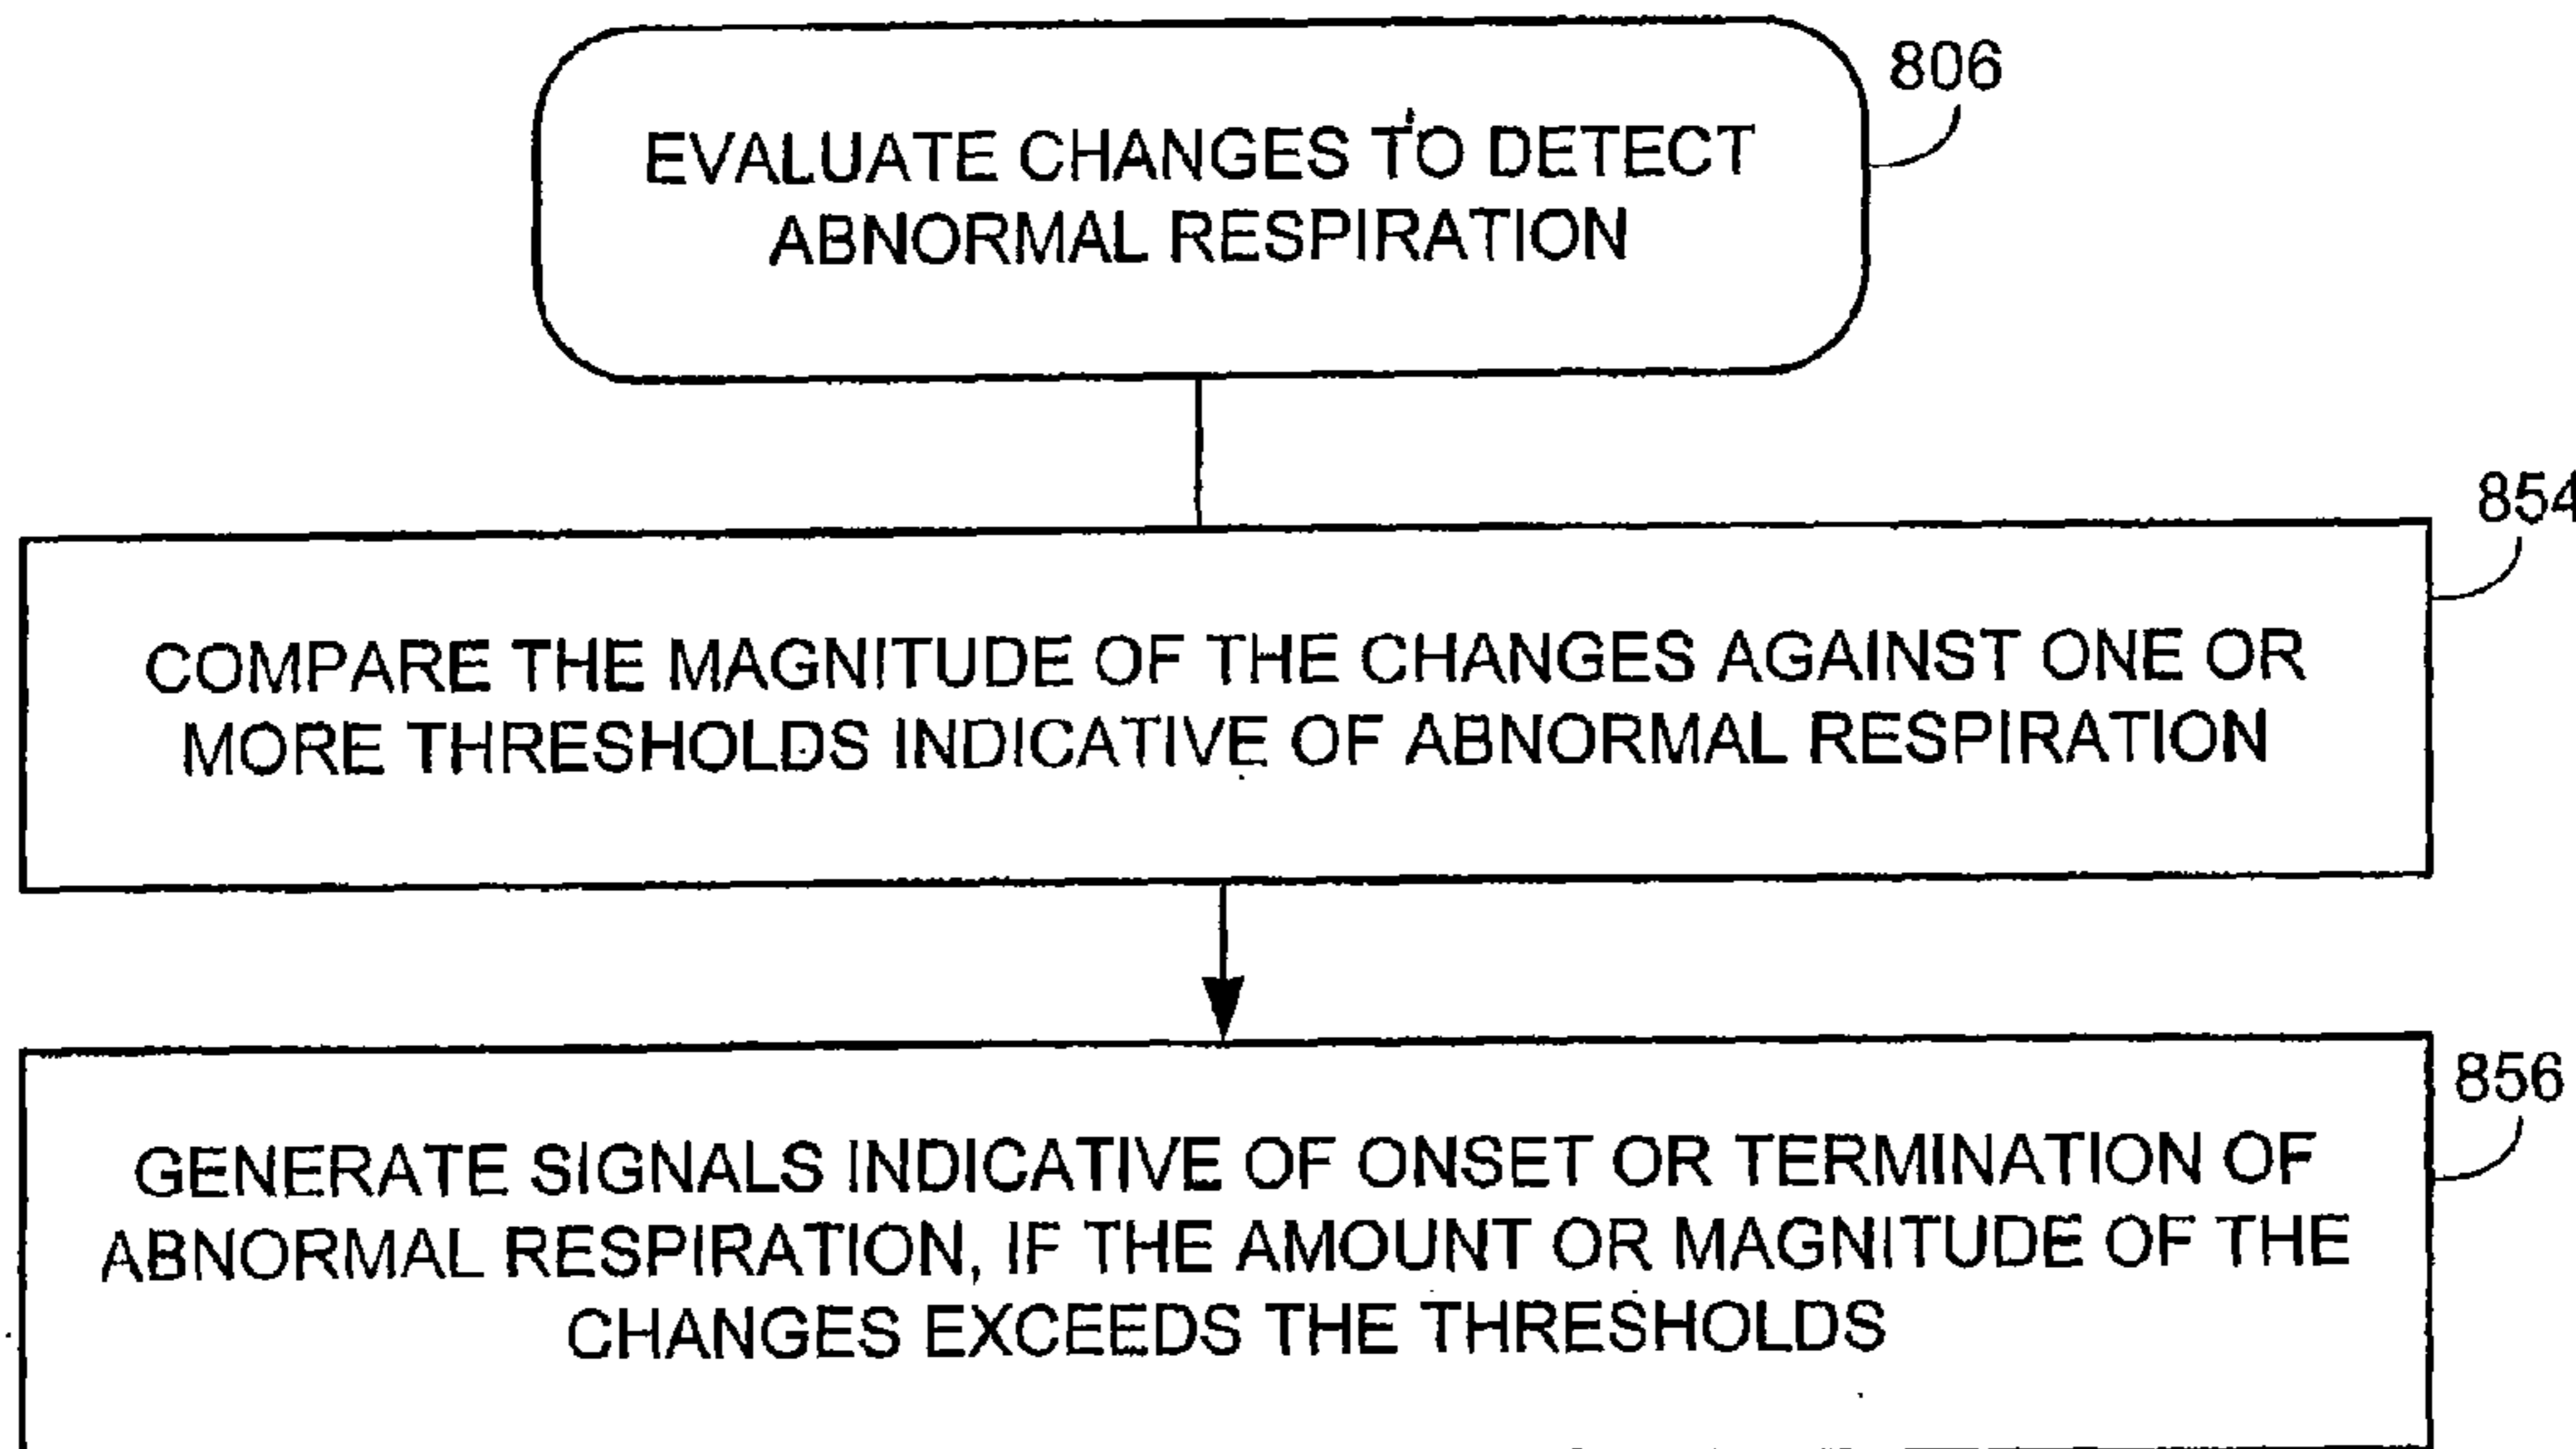 806
EVALUATE CHANGES TO DETECT
ABNORMAL RESPIRATION
854
COMPARE THE MAGNITUDE OF THE CHANGES AGAINST ONE OR
MORE THRESHOLDS INDICATIVE OF ABNORMAL RESPIRATION
856
GENERATE SIGNALS INDICATIVE OF ONSET OR TERMINATION OF
ABNORMAL RESPIRATION, IF THE AMOUNT OR MAGNITUDE OF THE
CHANGES EXCEEDS THE THRESHOLDS